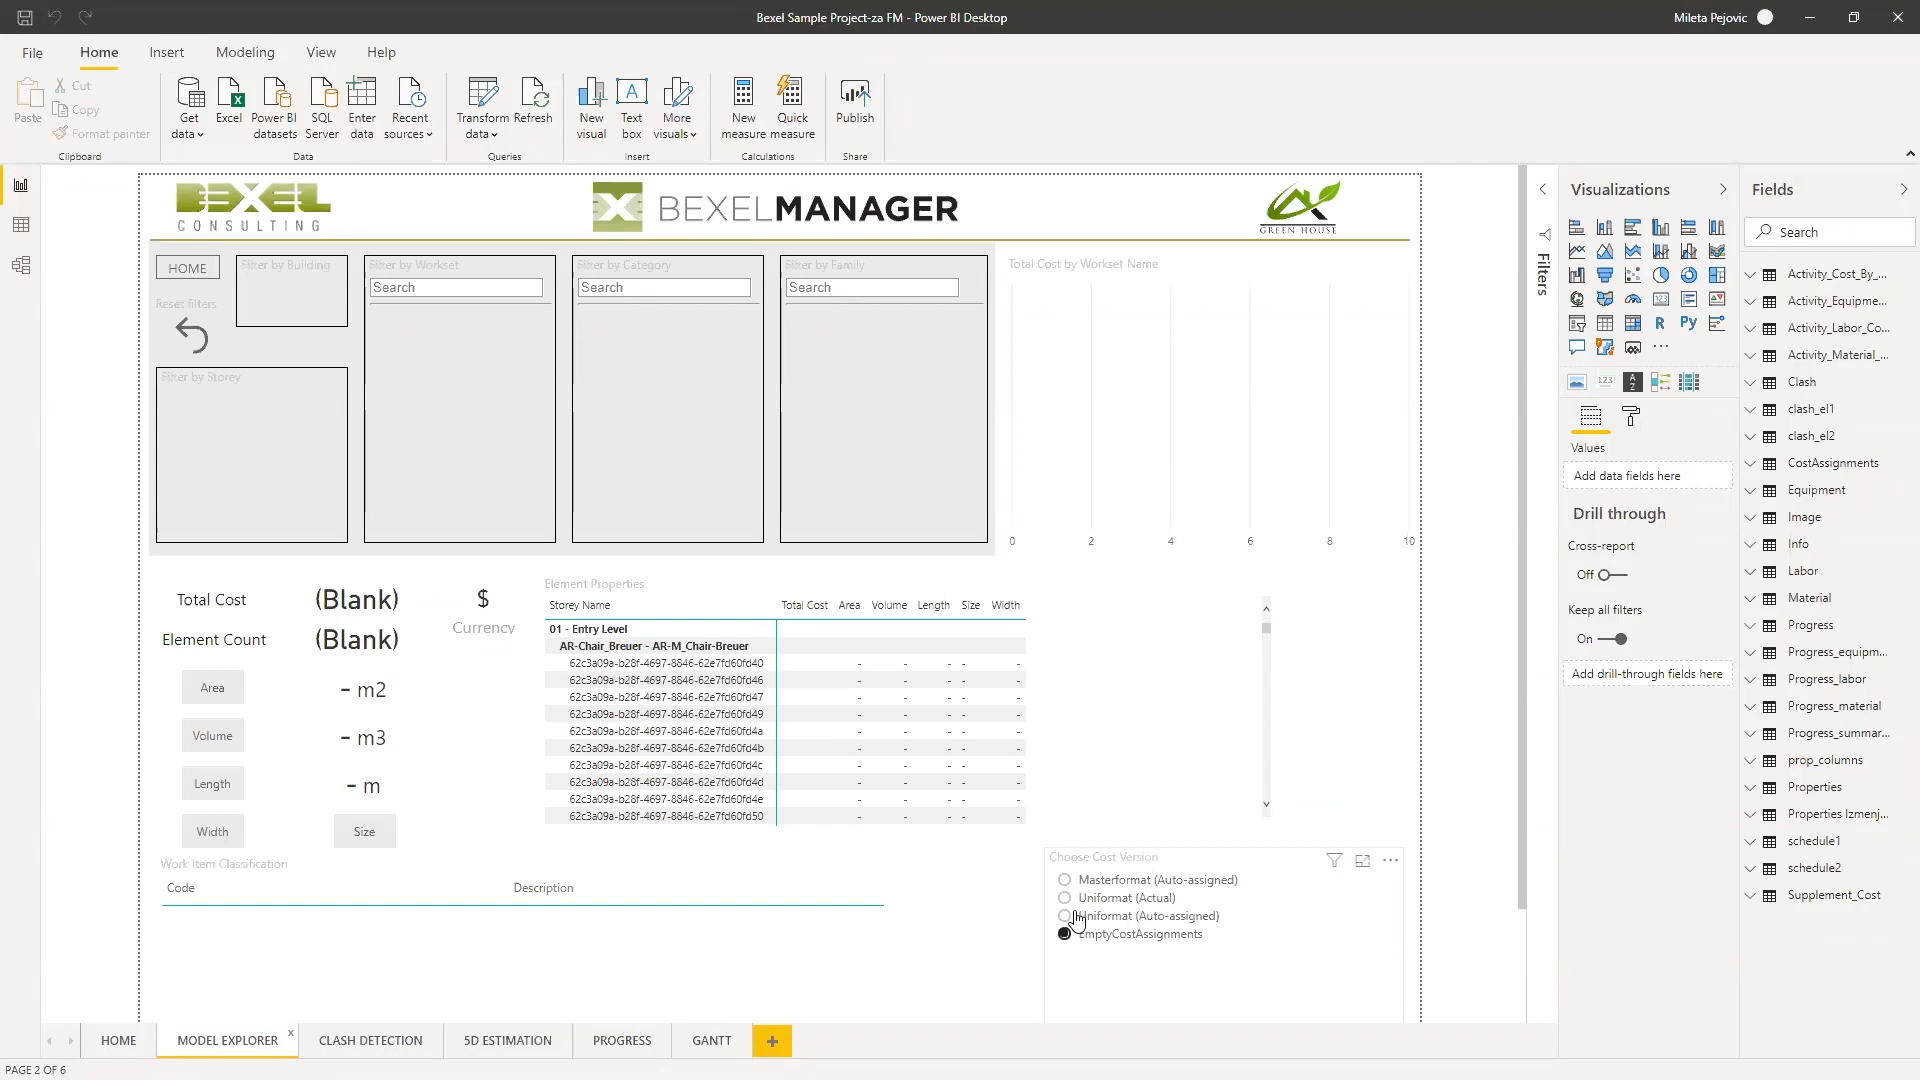 Bexel Sample Project-za FM - Power BI Desktop
Mileta Pejovic
File
Home
Insert
Modeling
View
Help
Paste
Cut
Copy
Format painter
Clipboard
Get data
Excel
Power BI datasets
SQL Server
Enter data
Recent sources
Data
Transform data
Refresh
Queries
New visual
Text box
More visuals
Insert
New measure
Quick measure
Calculations
Publish
Share
BEXEL
CONSULTING
BEXELMANAGER
GREEN HOUSE
HOME
Reset filters
Filter by Building
Filter by Storey
Filter by Workset
Search
Filter by Category
Search
Filter by Family
Search
Total Cost by Workset Name
0 2 4 6 8 10
Total Cost (Blank)
$
Currency
Element Count (Blank)
Area - m2
Volume - m3
Length - m
Width
Size
Element Properties
Storey Name Total Cost Area Volume Length Size Width
01 - Entry Level
AR-Chair_Breuer - AR-M_Chair-Breuer
62c3a09a-b28f-4697-8846-62e7fd60fd40 - - - - -
62c3a09a-b28f-4697-8846-62e7fd60fd46 - - - - -
62c3a09a-b28f-4697-8846-62e7fd60fd47 - - - - -
62c3a09a-b28f-4697-8846-62e7fd60fd49 - - - - -
62c3a09a-b28f-4697-8846-62e7fd60fd4a - - - - -
62c3a09a-b28f-4697-8846-62e7fd60fd4b - - - - -
62c3a09a-b28f-4697-8846-62e7fd60fd4c - - - - -
62c3a09a-b28f-4697-8846-62e7fd60fd4d - - - - -
62c3a09a-b28f-4697-8846-62e7fd60fd4e - - - - -
62c3a09a-b28f-4697-8846-62e7fd60fd50 - - - - -
Work Item Classification
Code Description
Choose Cost Version
Masterformat (Auto-assigned)
Uniformat (Actual)
Uniformat (Auto-assigned)
EmptyCostAssignments
Filters
Visualizations
R
Py
123
Values
Add data fields here
Drill through
Cross-report
Off
Keep all filters
On
Add drill-through fields here
Fields
Search
Activity_Cost_By_...
Activity_Equipme...
Activity_Labor_Co...
Activity_Material_...
Clash
clash_el1
clash_el2
CostAssignments
Equipment
Image
Info
Labor
Material
Progress
Progress_equipm...
Progress_labor
Progress_material
Progress_summar...
prop_columns
Properties
Properties Izmenj...
schedule1
schedule2
Supplement_Cost
HOME
MODEL EXPLORER
x
CLASH DETECTION
5D ESTIMATION
PROGRESS
GANTT
+
PAGE 2 OF 6